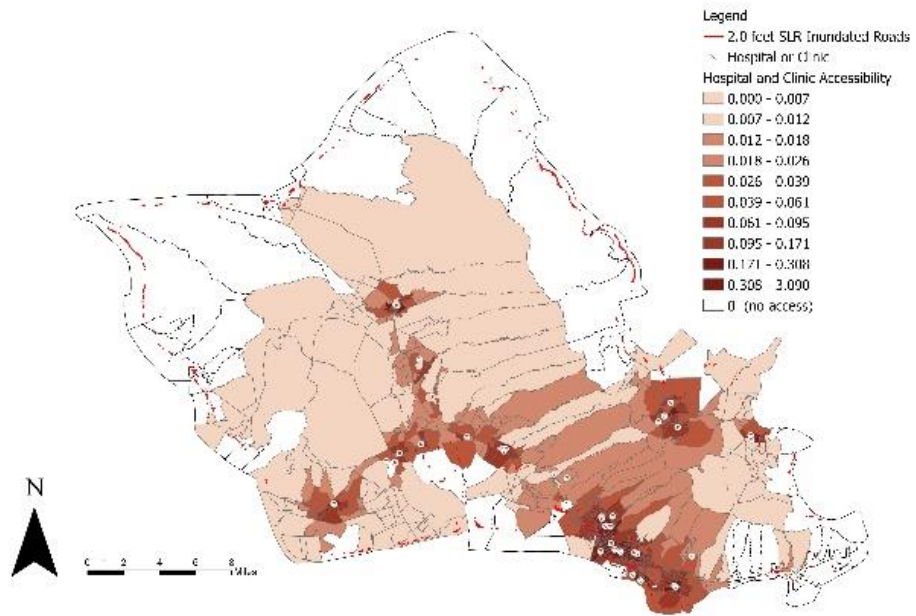 Legend
2.0 feet SLR Inundated Roads
Hospital or Clinic
Hospital and Clinic Accessibility
0.000 - 0.007
0.007 - 0.012
0.012 - 0.018
0.018 - 0.026
0.026 - 0.039
0.039 - 0.061
0.061 - 0.095
0.095 - 0.171
0.171 - 0.308
0.308 - 3.090
0 (no access)
N
0 2 4 6 8
Miles